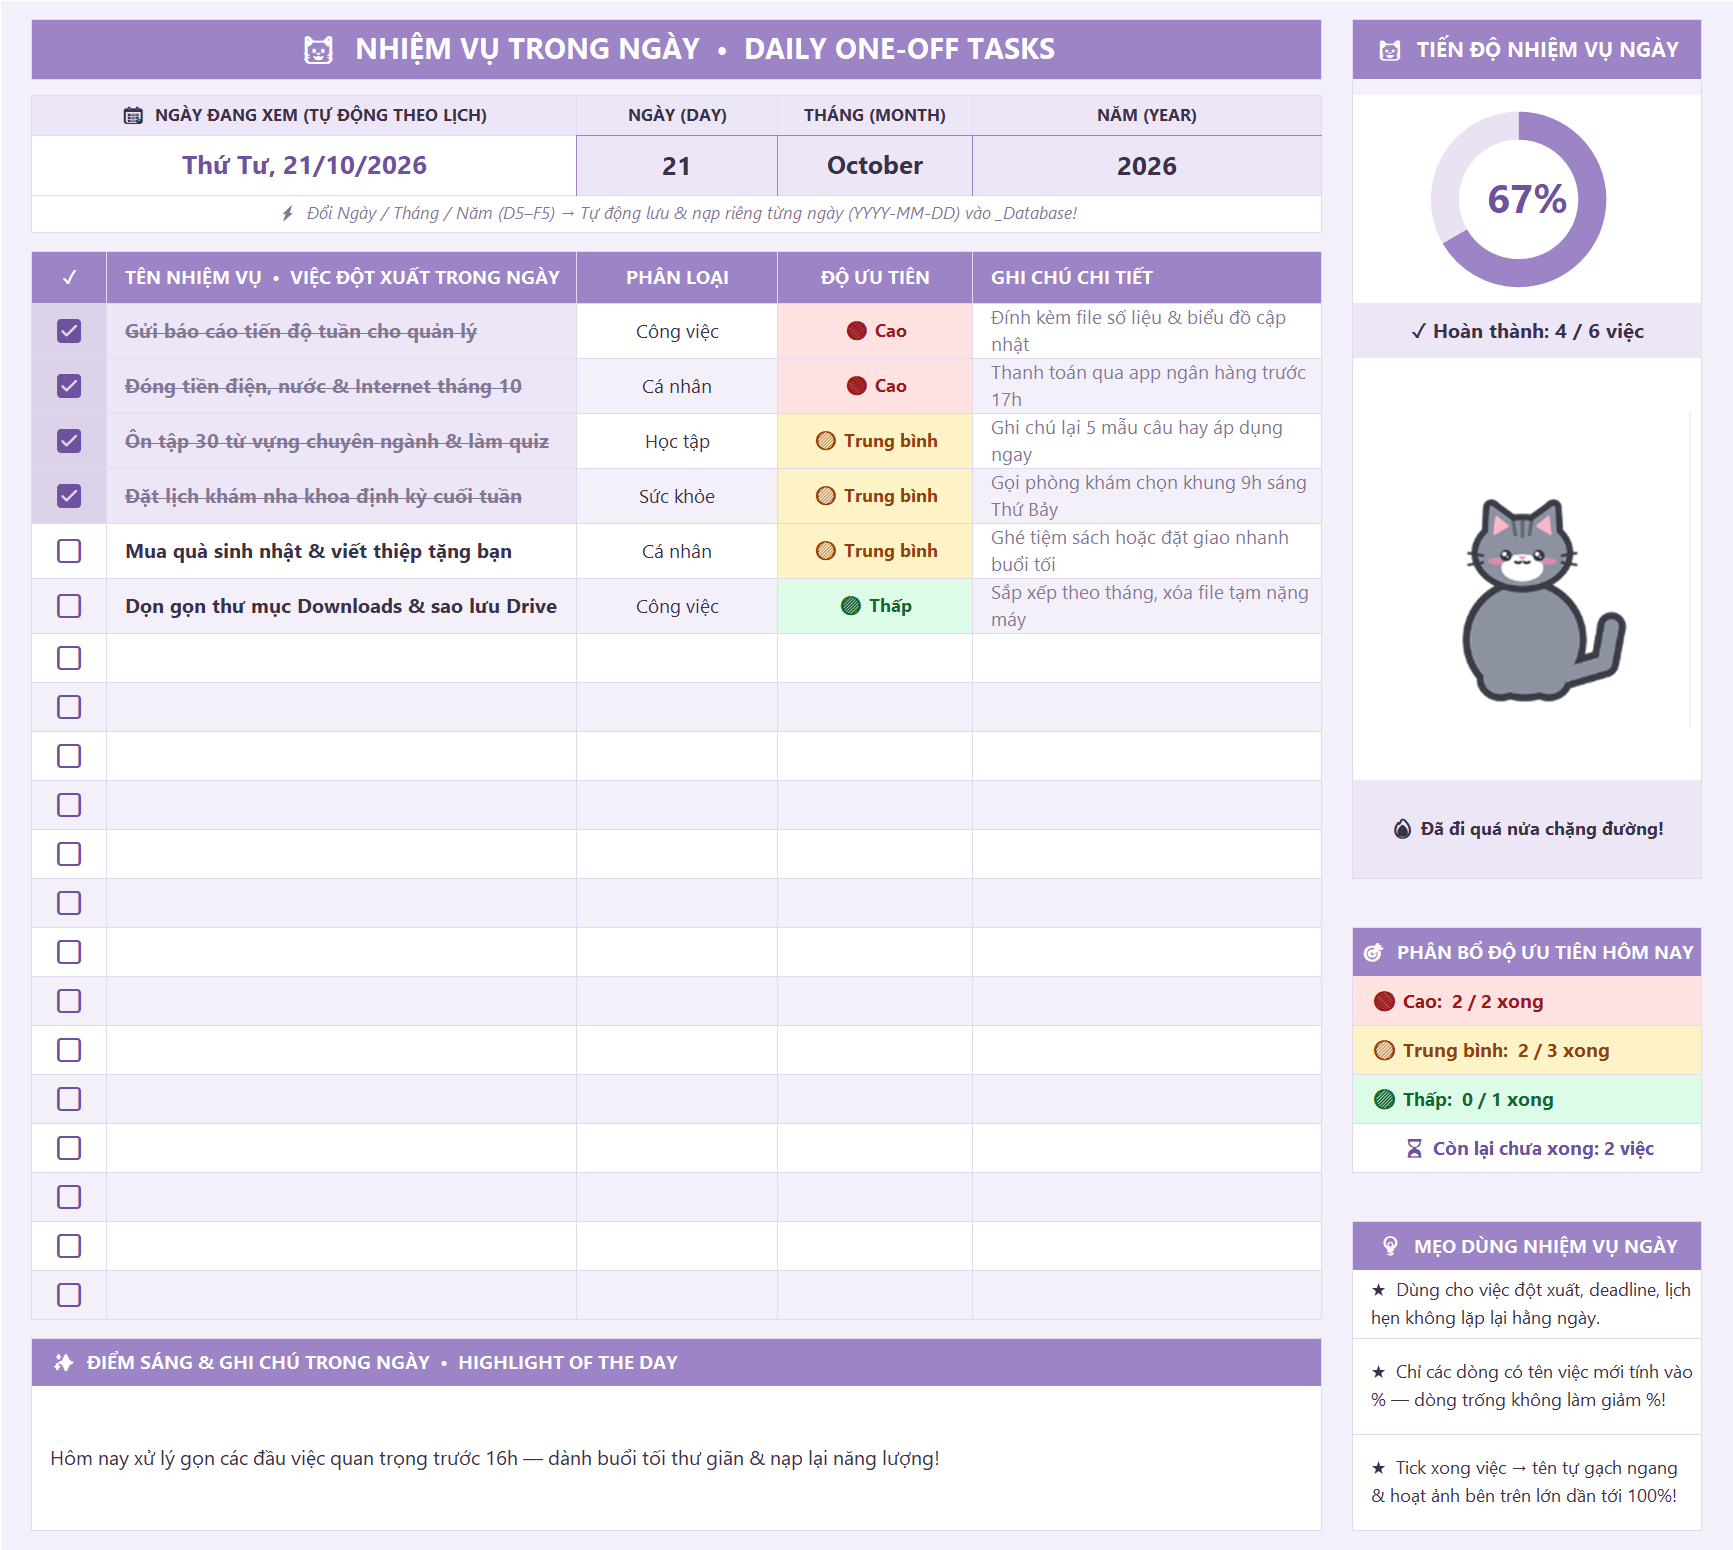 NHIỆM VỤ TRONG NGÀY • DAILY ONE-OFF TASKS
NGÀY ĐANG XEM (TỰ ĐỘNG THEO LỊCH)
NGÀY (DAY)
THÁNG (MONTH)
NĂM (YEAR)
Thứ Tư, 21/10/2026
21
October
2026
Đổi Ngày / Tháng / Năm (D5–F5) → Tự động lưu & nạp riêng từng ngày (YYYY-MM-DD) vào _Database!
✓
TÊN NHIỆM VỤ • VIỆC ĐỘT XUẤT TRONG NGÀY
PHÂN LOẠI
ĐỘ ƯU TIÊN
GHI CHÚ CHI TIẾT
Gửi báo cáo tiến độ tuần cho quản lý
Công việc
Cao
Đính kèm file số liệu & biểu đồ cập
nhật
Đóng tiền điện, nước & Internet tháng 10
Cá nhân
Cao
Thanh toán qua app ngân hàng trước
17h
Ôn tập 30 từ vựng chuyên ngành & làm quiz
Học tập
Trung bình
Ghi chú lại 5 mẫu câu hay áp dụng
ngay
Đặt lịch khám nha khoa định kỳ cuối tuần
Sức khỏe
Trung bình
Gọi phòng khám chọn khung 9h sáng
Thứ Bảy
Mua quà sinh nhật & viết thiệp tặng bạn
Cá nhân
Trung bình
Ghé tiệm sách hoặc đặt giao nhanh
buổi tối
Dọn gọn thư mục Downloads & sao lưu Drive
Công việc
Thấp
Sắp xếp theo tháng, xóa file tạm nặng
máy
ĐIỂM SÁNG & GHI CHÚ TRONG NGÀY • HIGHLIGHT OF THE DAY
Hôm nay xử lý gọn các đầu việc quan trọng trước 16h — dành buổi tối thư giãn & nạp lại năng lượng!
TIẾN ĐỘ NHIỆM VỤ NGÀY
67%
✓ Hoàn thành: 4 / 6 việc
Đã đi quá nửa chặng đường!
PHÂN BỔ ĐỘ ƯU TIÊN HÔM NAY
Cao: 2 / 2 xong
Trung bình: 2 / 3 xong
Thấp: 0 / 1 xong
Còn lại chưa xong: 2 việc
MẸO DÙNG NHIỆM VỤ NGÀY
★ Dùng cho việc đột xuất, deadline, lịch
hẹn không lặp lại hằng ngày.
★ Chỉ các dòng có tên việc mới tính vào
% — dòng trống không làm giảm %!
★ Tick xong việc → tên tự gạch ngang
& hoạt ảnh bên trên lớn dần tới 100%!